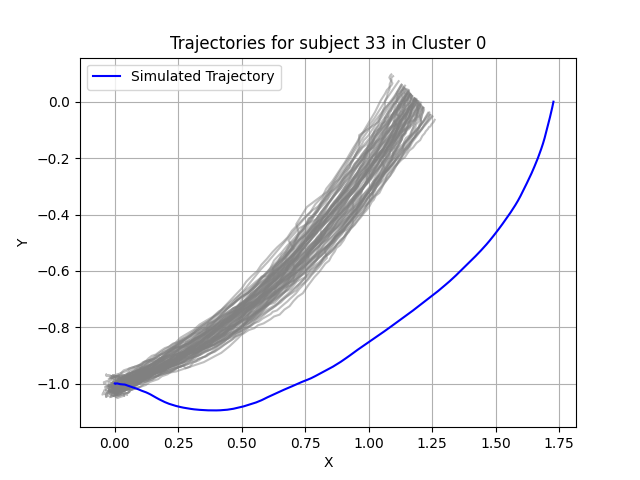 Trajectories for subject 33 in Cluster 0
Simulated Trajectory
0.0
−0.2
−0.4
−0.6
−0.8
−1.0
Y
0.00 0.25 0.50 0.75 1.00 1.25 1.50 1.75
X